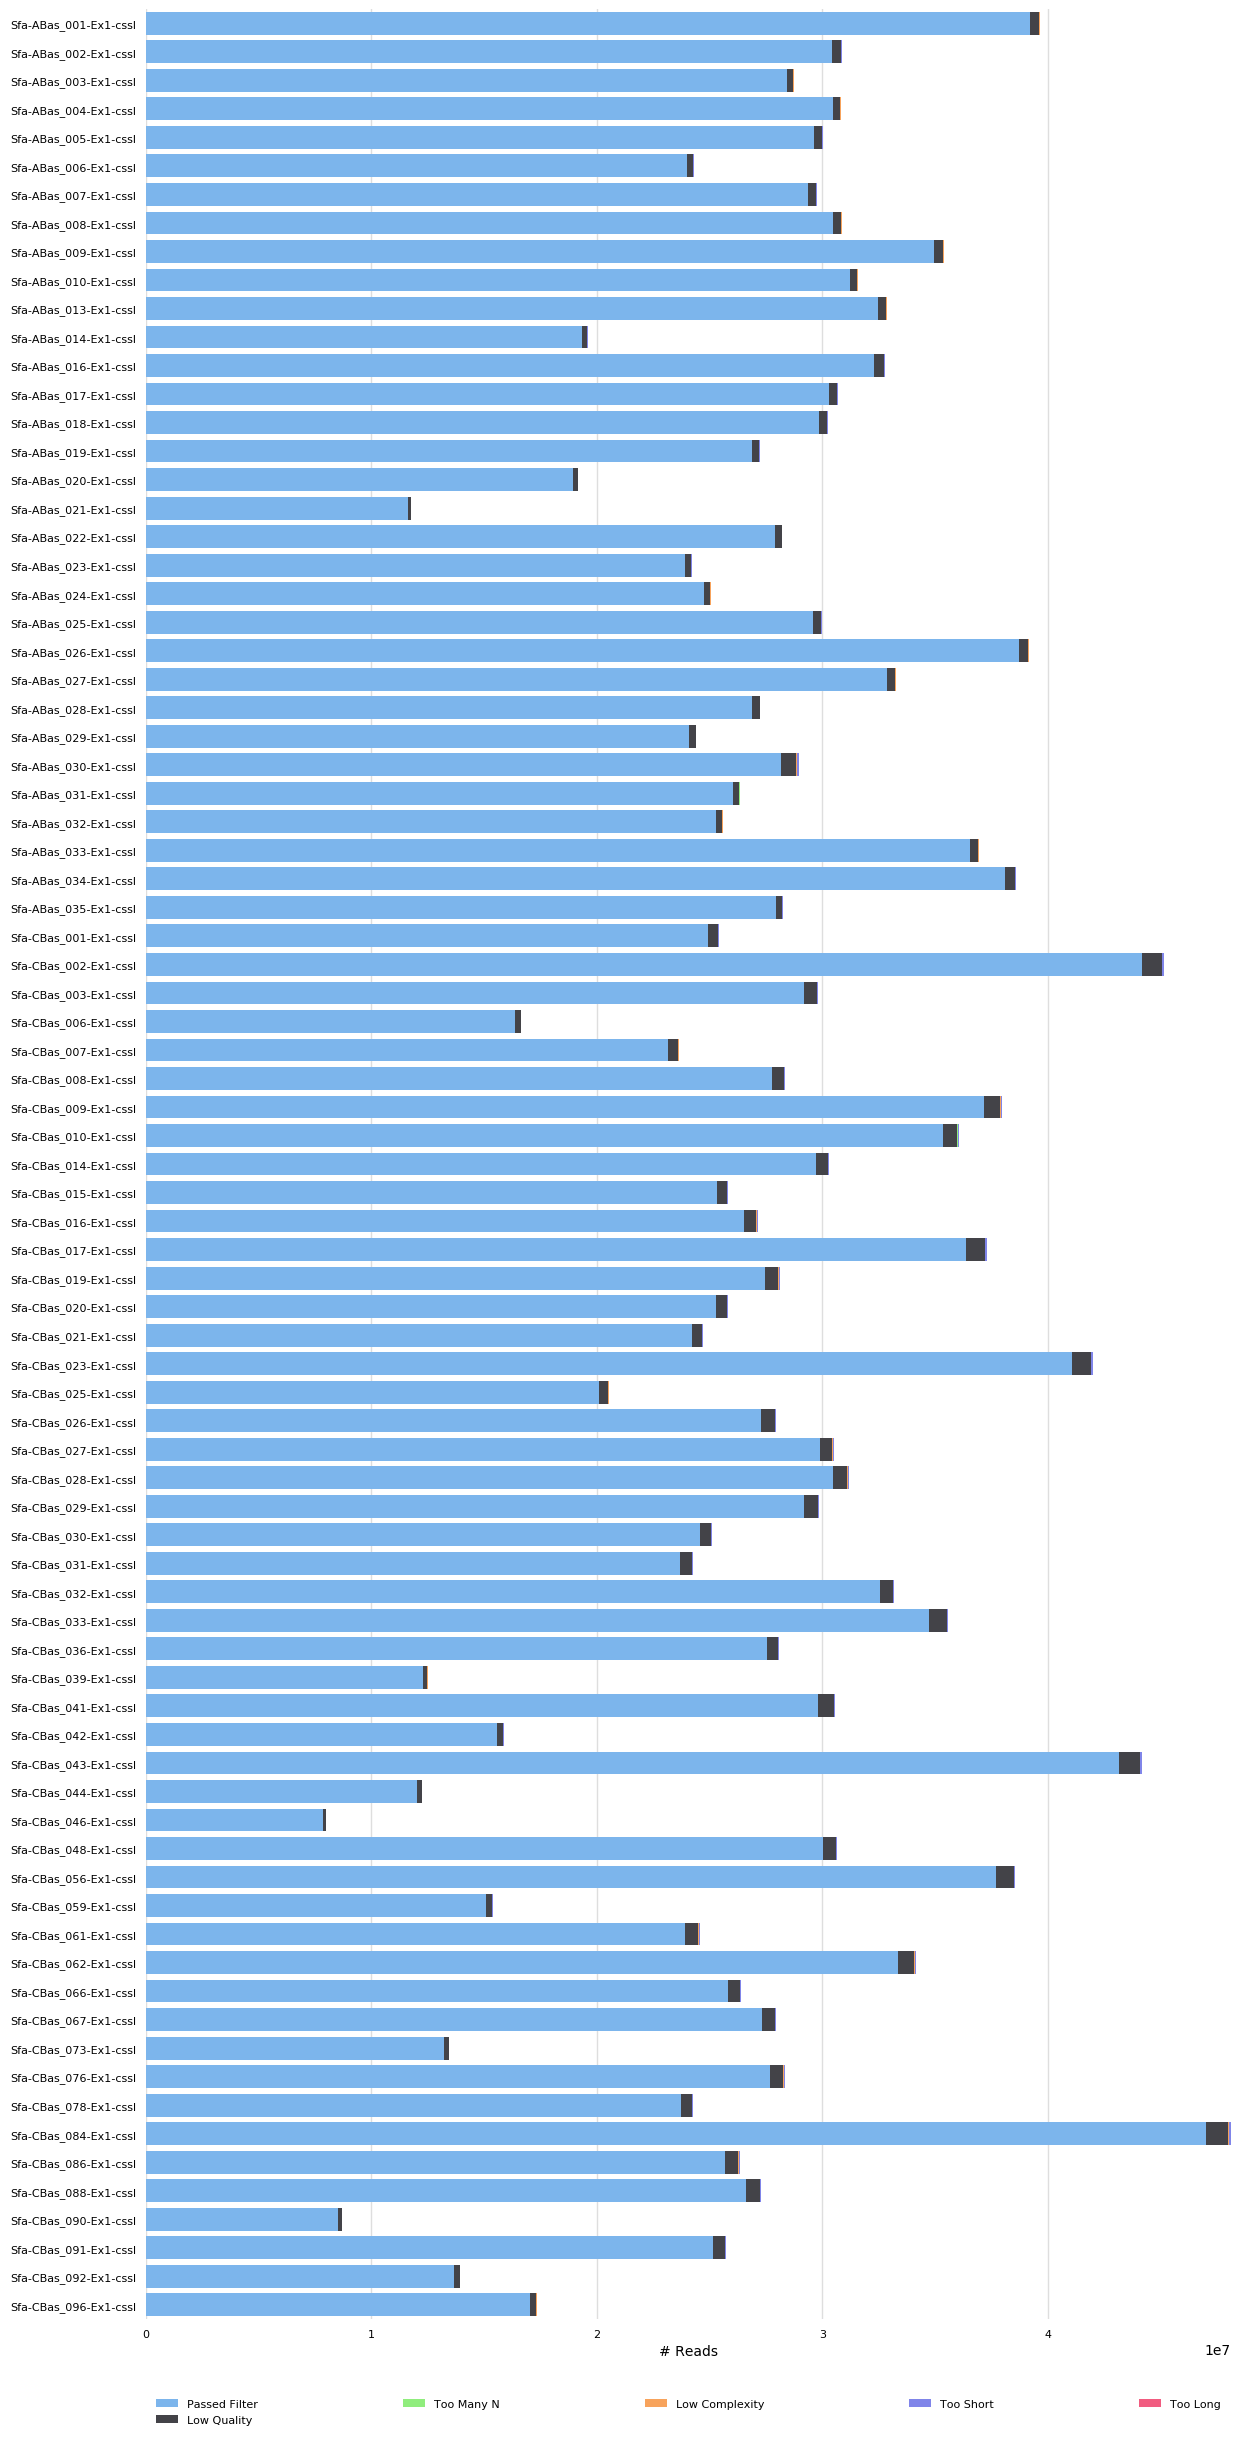 Sfa-ABas_001-Ex1-cssl
Sfa-ABas_002-Ex1-cssl
Sfa-ABas_003-Ex1-cssl
Sfa-ABas_004-Ex1-cssl
Sfa-ABas_005-Ex1-cssl
Sfa-ABas_006-Ex1-cssl
Sfa-ABas_007-Ex1-cssl
Sfa-ABas_008-Ex1-cssl
Sfa-ABas_009-Ex1-cssl
Sfa-ABas_010-Ex1-cssl
Sfa-ABas_013-Ex1-cssl
Sfa-ABas_014-Ex1-cssl
Sfa-ABas_016-Ex1-cssl
Sfa-ABas_017-Ex1-cssl
Sfa-ABas_018-Ex1-cssl
Sfa-ABas_019-Ex1-cssl
Sfa-ABas_020-Ex1-cssl
Sfa-ABas_021-Ex1-cssl
Sfa-ABas_022-Ex1-cssl
Sfa-ABas_023-Ex1-cssl
Sfa-ABas_024-Ex1-cssl
Sfa-ABas_025-Ex1-cssl
Sfa-ABas_026-Ex1-cssl
Sfa-ABas_027-Ex1-cssl
Sfa-ABas_028-Ex1-cssl
Sfa-ABas_029-Ex1-cssl
Sfa-ABas_030-Ex1-cssl
Sfa-ABas_031-Ex1-cssl
Sfa-ABas_032-Ex1-cssl
Sfa-ABas_033-Ex1-cssl
Sfa-ABas_034-Ex1-cssl
Sfa-ABas_035-Ex1-cssl
Sfa-CBas_001-Ex1-cssl
Sfa-CBas_002-Ex1-cssl
Sfa-CBas_003-Ex1-cssl
Sfa-CBas_006-Ex1-cssl
Sfa-CBas_007-Ex1-cssl
Sfa-CBas_008-Ex1-cssl
Sfa-CBas_009-Ex1-cssl
Sfa-CBas_010-Ex1-cssl
Sfa-CBas_014-Ex1-cssl
Sfa-CBas_015-Ex1-cssl
Sfa-CBas_016-Ex1-cssl
Sfa-CBas_017-Ex1-cssl
Sfa-CBas_019-Ex1-cssl
Sfa-CBas_020-Ex1-cssl
Sfa-CBas_021-Ex1-cssl
Sfa-CBas_023-Ex1-cssl
Sfa-CBas_025-Ex1-cssl
Sfa-CBas_026-Ex1-cssl
Sfa-CBas_027-Ex1-cssl
Sfa-CBas_028-Ex1-cssl
Sfa-CBas_029-Ex1-cssl
Sfa-CBas_030-Ex1-cssl
Sfa-CBas_031-Ex1-cssl
Sfa-CBas_032-Ex1-cssl
Sfa-CBas_033-Ex1-cssl
Sfa-CBas_036-Ex1-cssl
Sfa-CBas_039-Ex1-cssl
Sfa-CBas_041-Ex1-cssl
Sfa-CBas_042-Ex1-cssl
Sfa-CBas_043-Ex1-cssl
Sfa-CBas_044-Ex1-cssl
Sfa-CBas_046-Ex1-cssl
Sfa-CBas_048-Ex1-cssl
Sfa-CBas_056-Ex1-cssl
Sfa-CBas_059-Ex1-cssl
Sfa-CBas_061-Ex1-cssl
Sfa-CBas_062-Ex1-cssl
Sfa-CBas_066-Ex1-cssl
Sfa-CBas_067-Ex1-cssl
Sfa-CBas_073-Ex1-cssl
Sfa-CBas_076-Ex1-cssl
Sfa-CBas_078-Ex1-cssl
Sfa-CBas_084-Ex1-cssl
Sfa-CBas_086-Ex1-cssl
Sfa-CBas_088-Ex1-cssl
Sfa-CBas_090-Ex1-cssl
Sfa-CBas_091-Ex1-cssl
Sfa-CBas_092-Ex1-cssl
Sfa-CBas_096-Ex1-cssl
0 1 2 3 4
# Reads 1e7
Passed Filter Too Many N Low Complexity Too Short Too Long
Low Quality